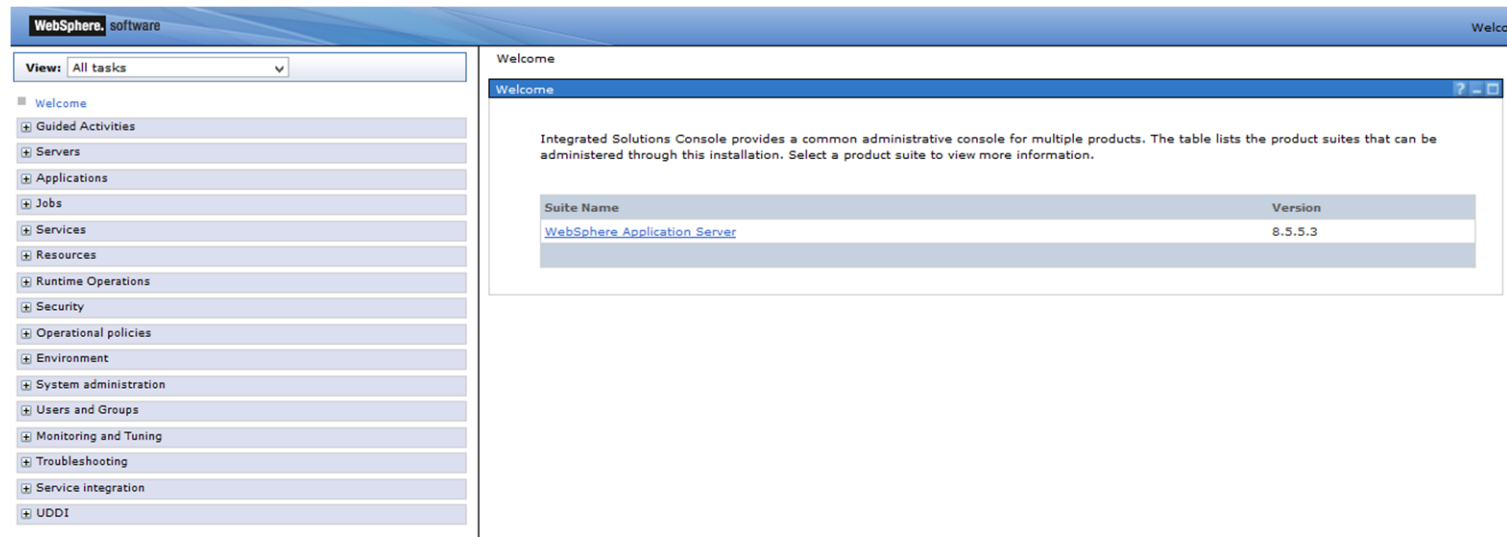 WebSphere. software
Welco
View: All tasks
Welcome
Guided Activities
Servers
Applications
Jobs
Services
Resources
Runtime Operations
Security
Operational policies
Environment
System administration
Users and Groups
Monitoring and Tuning
Troubleshooting
Service integration
UDDI
Welcome
Welcome ? _
Integrated Solutions Console provides a common administrative console for multiple products. The table lists the product suites that can be
administered through this installation. Select a product suite to view more information.
Suite Name Version
WebSphere Application Server 8.5.5.3